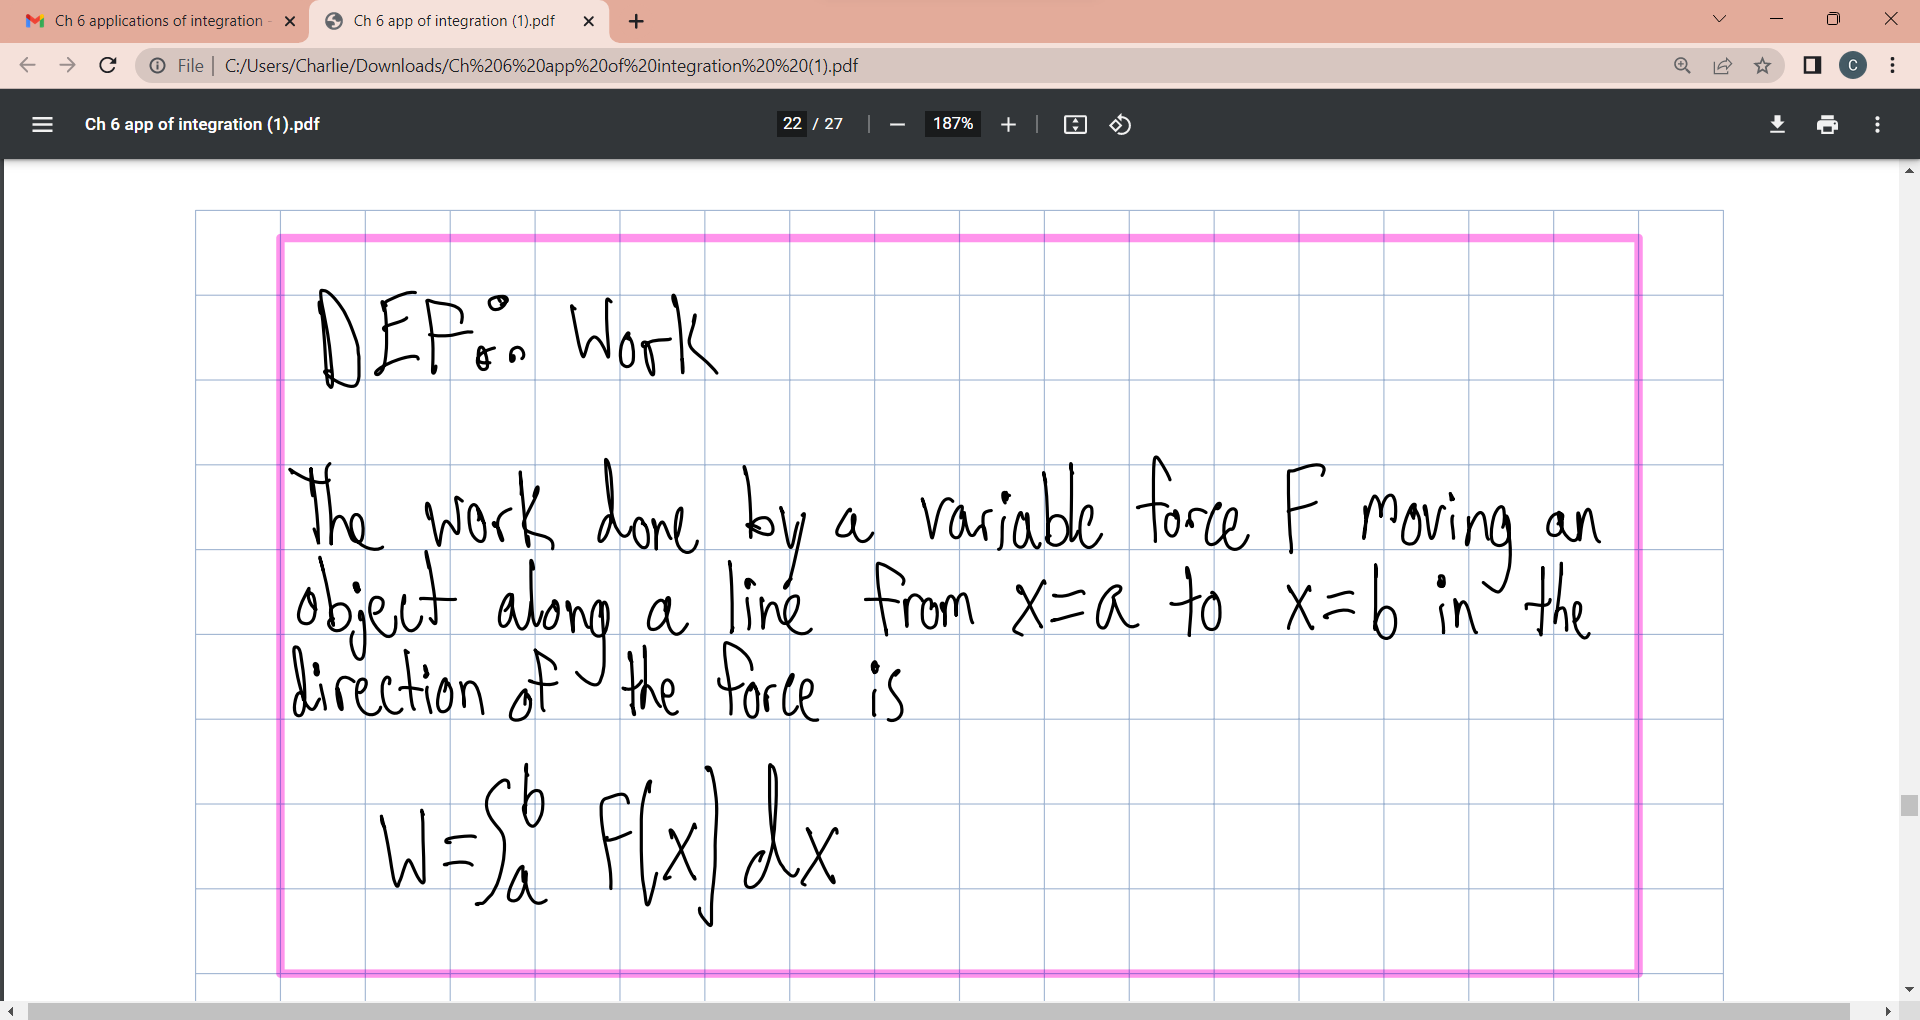 Ch 6 applications of integration
Ch 6 app of integration (1).pdf
File | C:/Users/Charlie/Downloads/Ch%206%20app%20of%20integration%20%20(1).pdf
C
Ch 6 app of integration (1).pdf
22 / 27
187%
DEF: Work
The work done by a variable force F moving an
object along a line from x=a to x=b in the
direction of the force is
W=∫_a^b F(x) dx